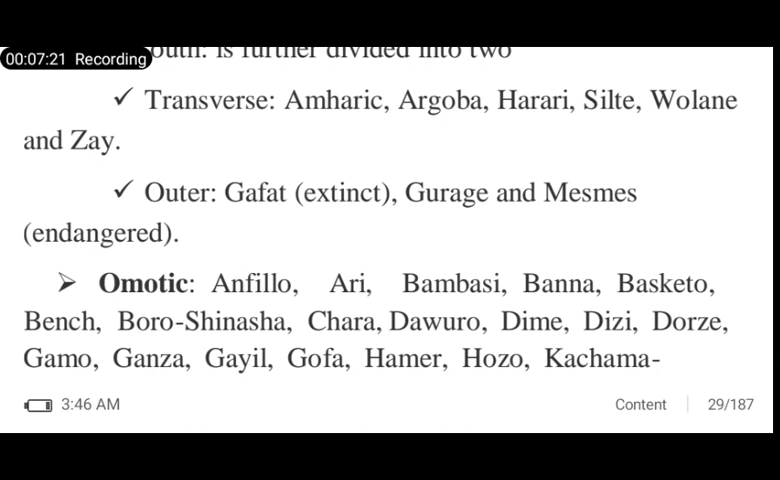 00:07:21 Recording
outh: is further divided into two
✓ Transverse: Amharic, Argoba, Harari, Silte, Wolane
and Zay.
✓ Outer: Gafat (extinct), Gurage and Mesmes
(endangered).
➢ Omotic: Anfillo, Ari, Bambasi, Banna, Basketo,
Bench, Boro-Shinasha, Chara, Dawuro, Dime, Dizi, Dorze,
Gamo, Ganza, Gayil, Gofa, Hamer, Hozo, Kachama-
3:46 AM Content 29/187